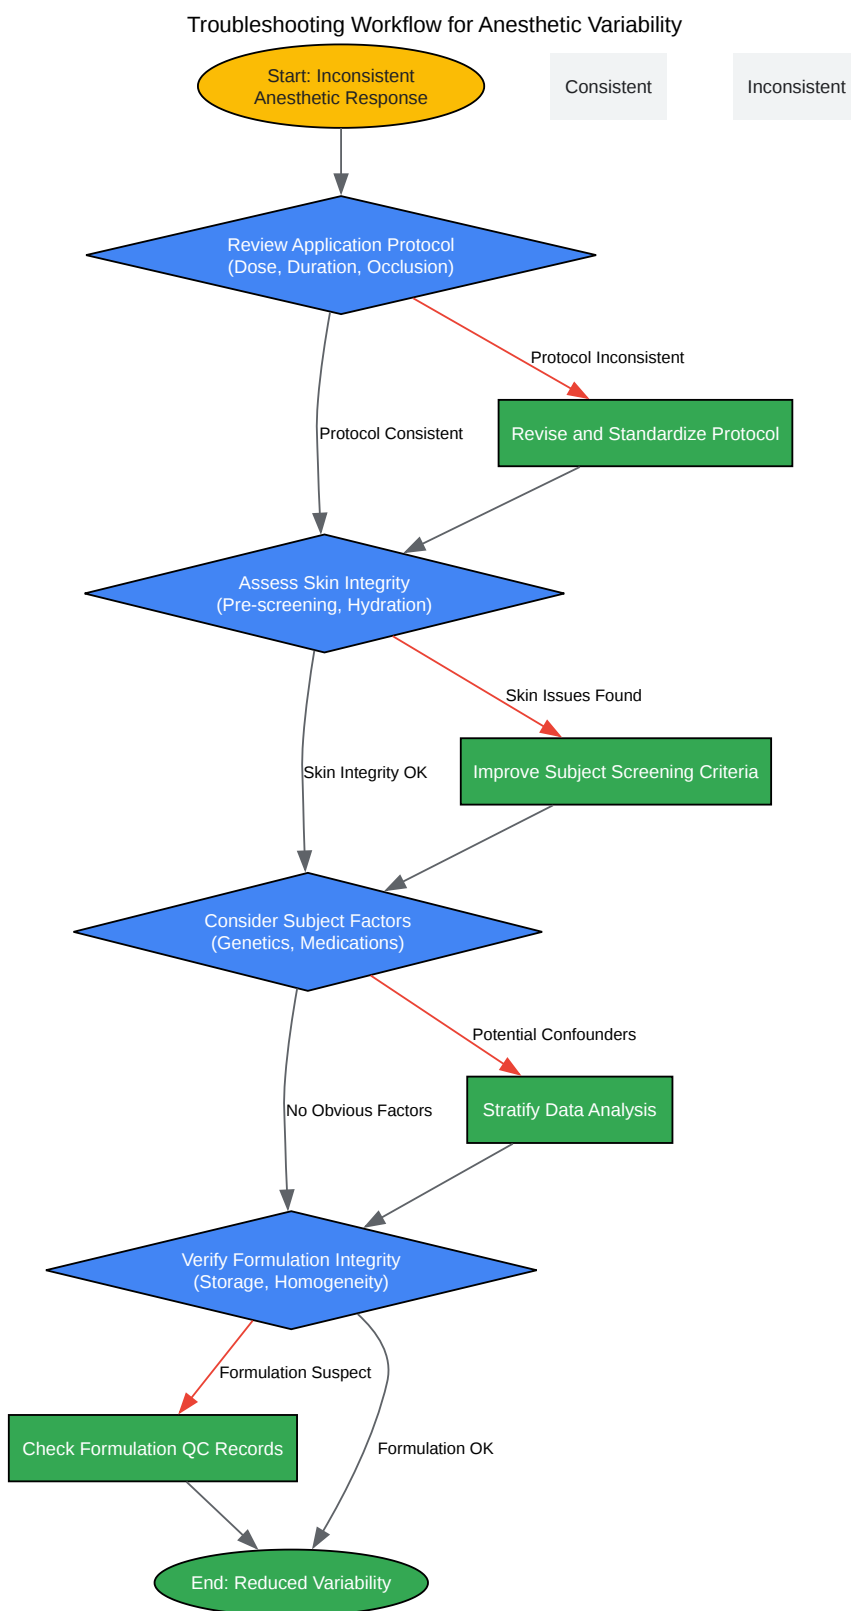 Troubleshooting Workflow for Anesthetic Variability
Start: Inconsistent
Anesthetic Response
Consistent
Inconsistent
Review Application Protocol
(Dose, Duration, Occlusion)
Protocol Inconsistent
Protocol Consistent
Revise and Standardize Protocol
Assess Skin Integrity
(Pre-screening, Hydration)
Skin Issues Found
Skin Integrity OK
Improve Subject Screening Criteria
Consider Subject Factors
(Genetics, Medications)
Potential Confounders
No Obvious Factors
Stratify Data Analysis
Verify Formulation Integrity
(Storage, Homogeneity)
Formulation Suspect
Check Formulation QC Records
Formulation OK
End: Reduced Variability